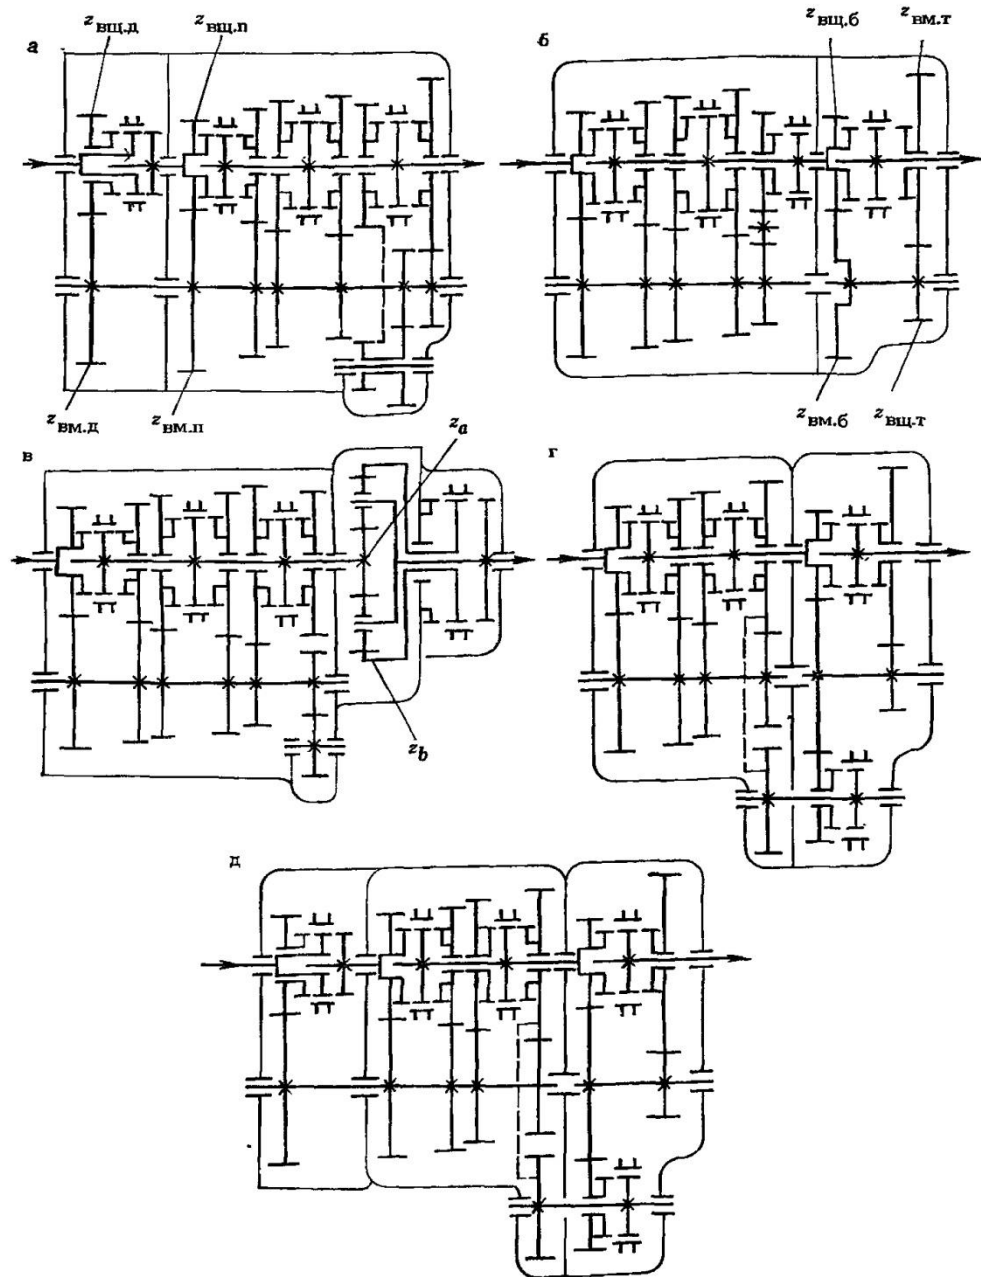 а
z вщ.д
z вщ.п
б
z вщ.б
z вм.т
z вм.д
z вм.п
z вм.б
z вщ.т
в
z a
г
z b
д